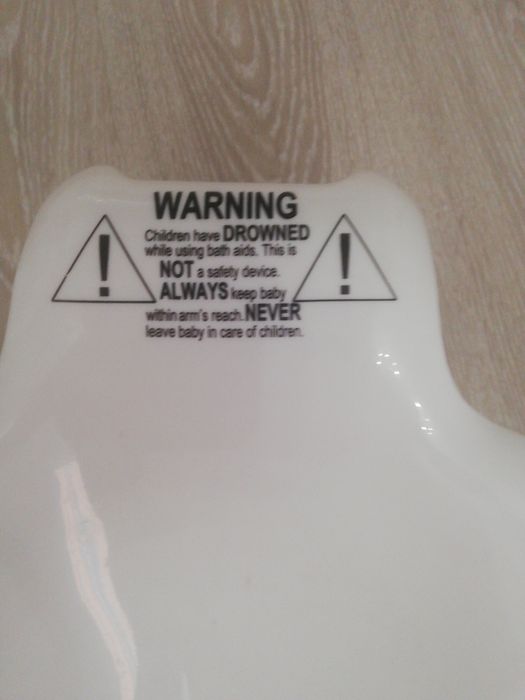 WARNING
Children have DROWNED
while using bath aids. This is
NOT a safety device.
ALWAYS keep baby
within arm's reach. NEVER
leave baby in care of children.